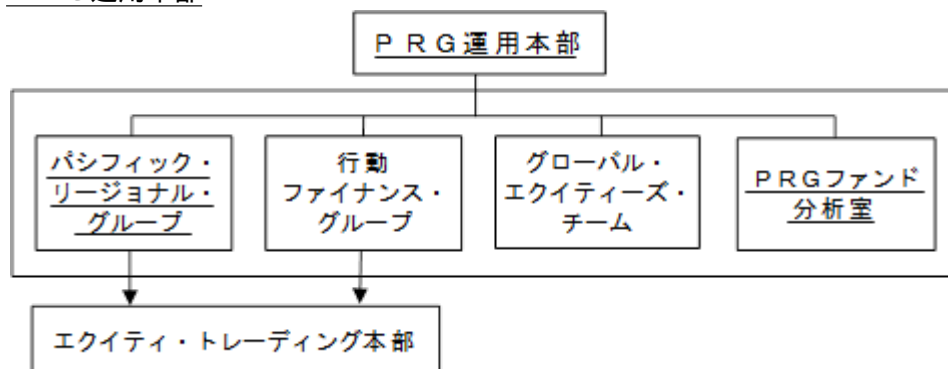 ＰＲＧ運用本部
パシフィック・
リージョナル・
グループ
行動
ファイナンス・
グループ
グローバル・
エクイティーズ・
チーム
ＰＲＧファンド
分析室
エクイティ・トレーディング本部